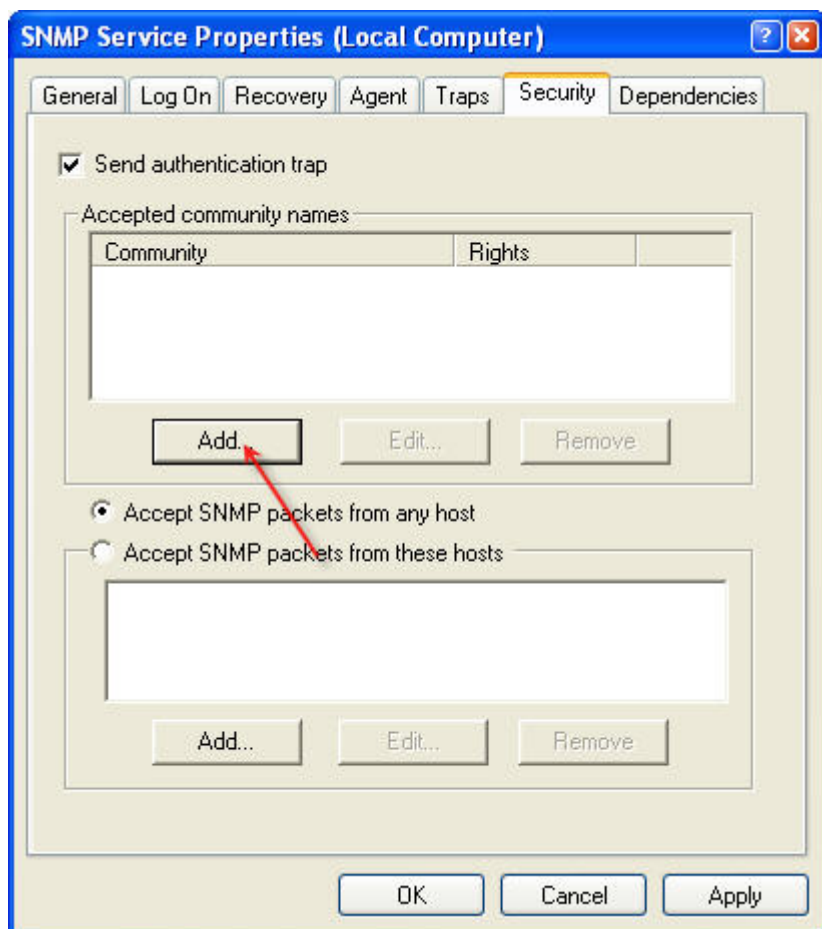 SNMP Service Properties (Local Computer)
General Log On Recovery Agent Traps Security Dependencies
Send authentication trap
Accepted community names
Community Rights
Add... Edit... Remove
Accept SNMP packets from any host
Accept SNMP packets from these hosts
Add... Edit... Remove
OK Cancel Apply